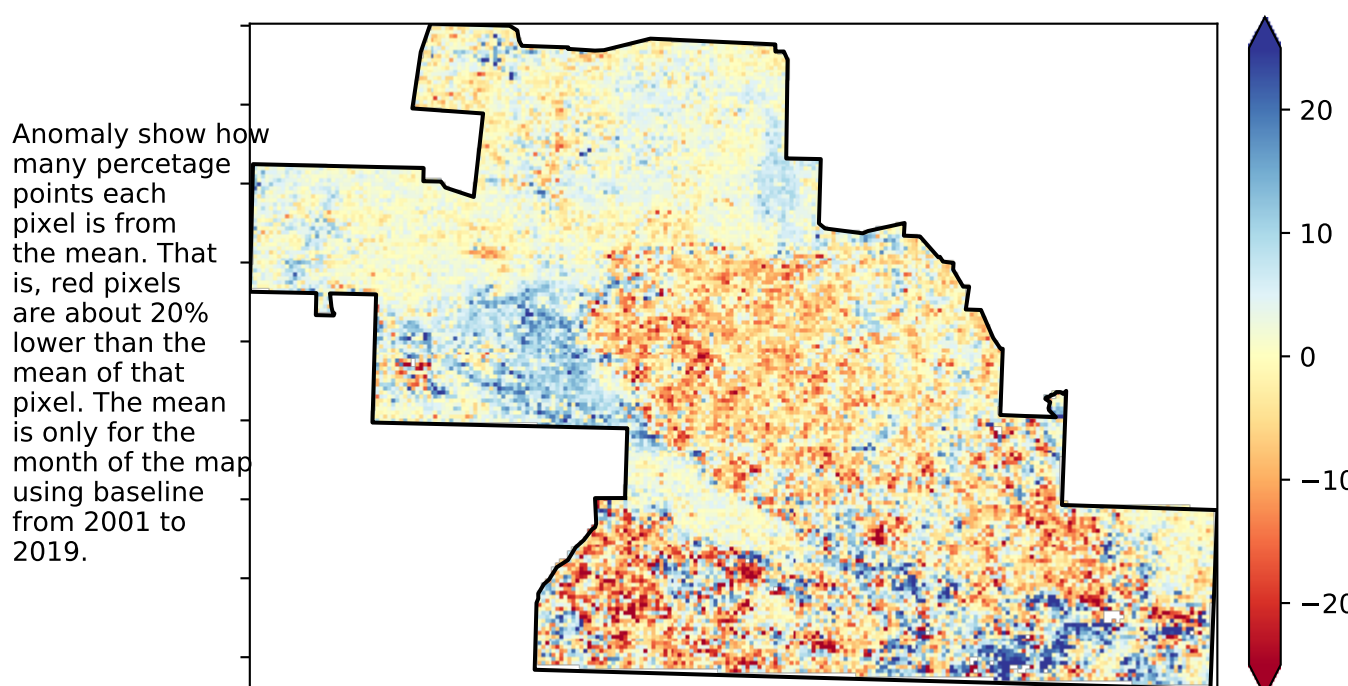 Anomaly show how
many percetage
points each
pixel is from
the mean. That
is, red pixels
are about 20%
lower than the
mean of that
pixel. The mean
is only for the
month of the map
using baseline
from 2001 to
2019.
20
10
0
−10
−20